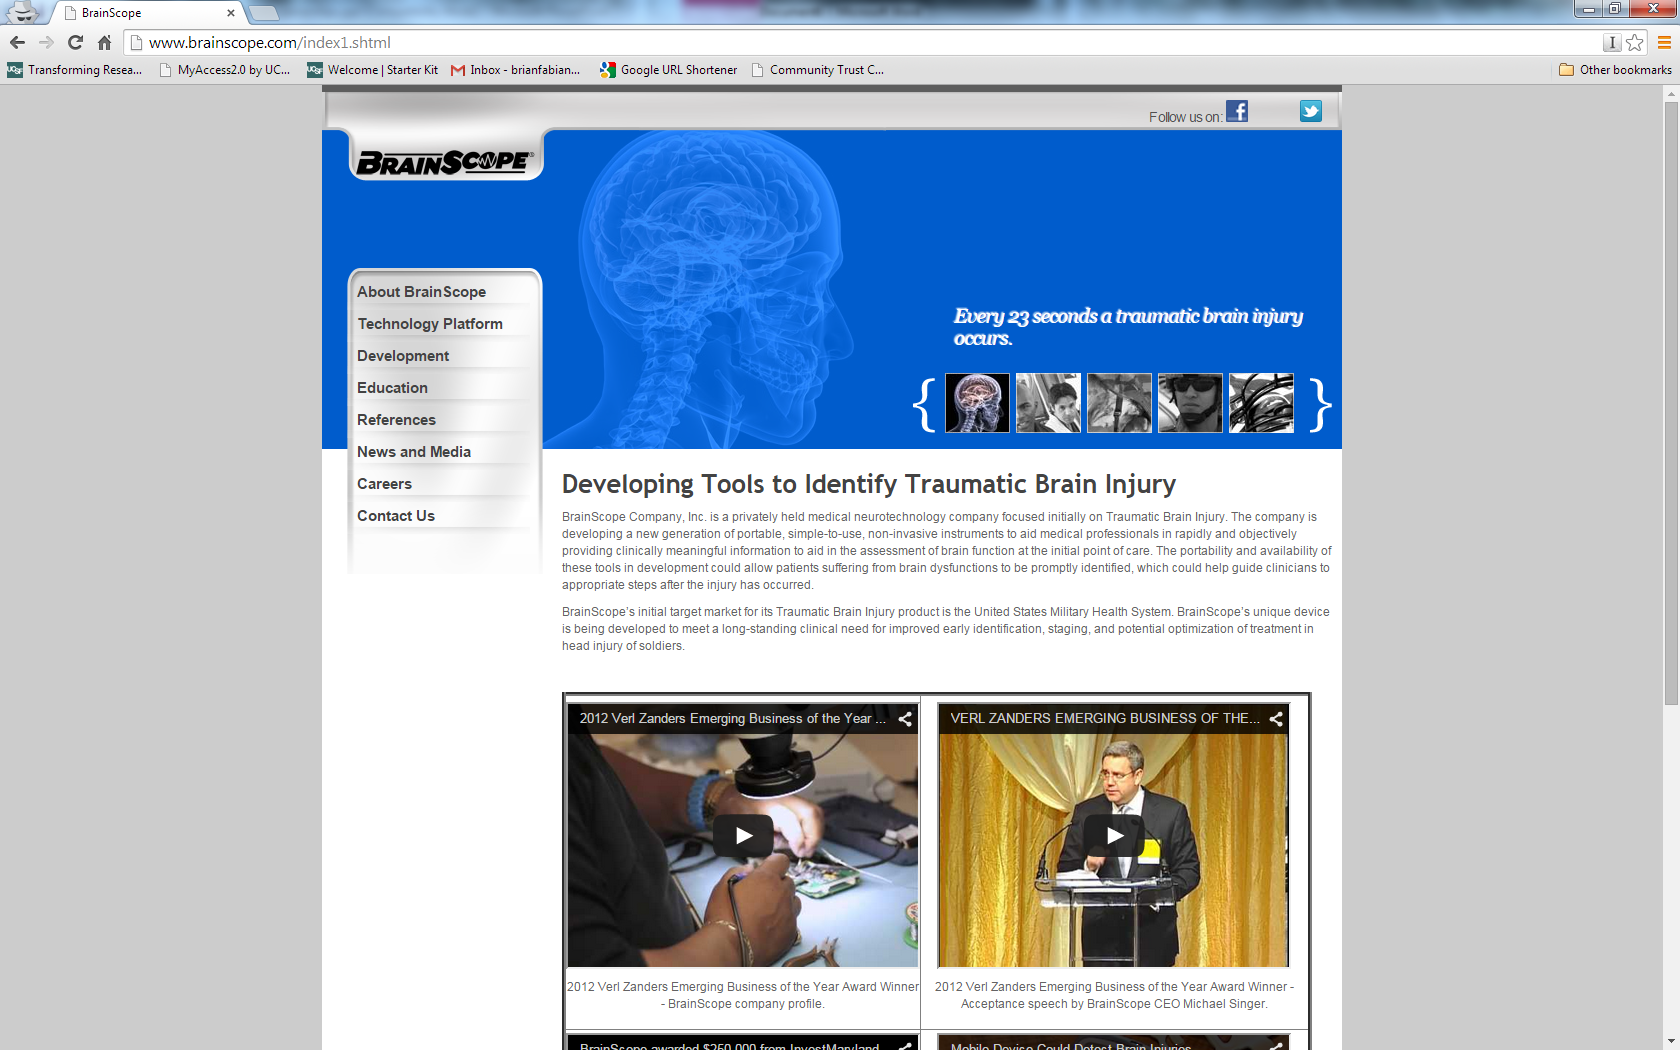 BrainScope
www.brainscope.com/index1.shtml
Transforming Resea...
MyAccess2.0 by UC...
Welcome | Starter Kit
Inbox - brianfabian...
Google URL Shortener
Community Trust C...
Other bookmarks
Follow us on:
BRAINSCOPE®
About BrainScope
Technology Platform
Development
Education
References
News and Media
Careers
Contact Us
Every 23 seconds a traumatic brain injury
occurs.
Developing Tools to Identify Traumatic Brain Injury
BrainScope Company, Inc. is a privately held medical neurotechnology company focused initially on Traumatic Brain Injury. The company is
developing a new generation of portable, simple-to-use, non-invasive instruments to aid medical professionals in rapidly and objectively
providing clinically meaningful information to aid in the assessment of brain function at the initial point of care. The portability and availability of
these tools in development could allow patients suffering from brain dysfunctions to be promptly identified, which could help guide clinicians to
appropriate steps after the injury has occurred.
BrainScope's initial target market for its Traumatic Brain Injury product is the United States Military Health System. BrainScope's unique device
is being developed to meet a long-standing clinical need for improved early identification, staging, and potential optimization of treatment in
head injury of soldiers.
2012 Verl Zanders Emerging Business of the Year ...
VERL ZANDERS EMERGING BUSINESS OF THE...
2012 Verl Zanders Emerging Business of the Year Award Winner
- BrainScope company profile.
2012 Verl Zanders Emerging Business of the Year Award Winner -
Acceptance speech by BrainScope CEO Michael Singer.
BrainScope awarded $250,000 from InvestMaryland
Mobile Device Could Detect Brain Injuries